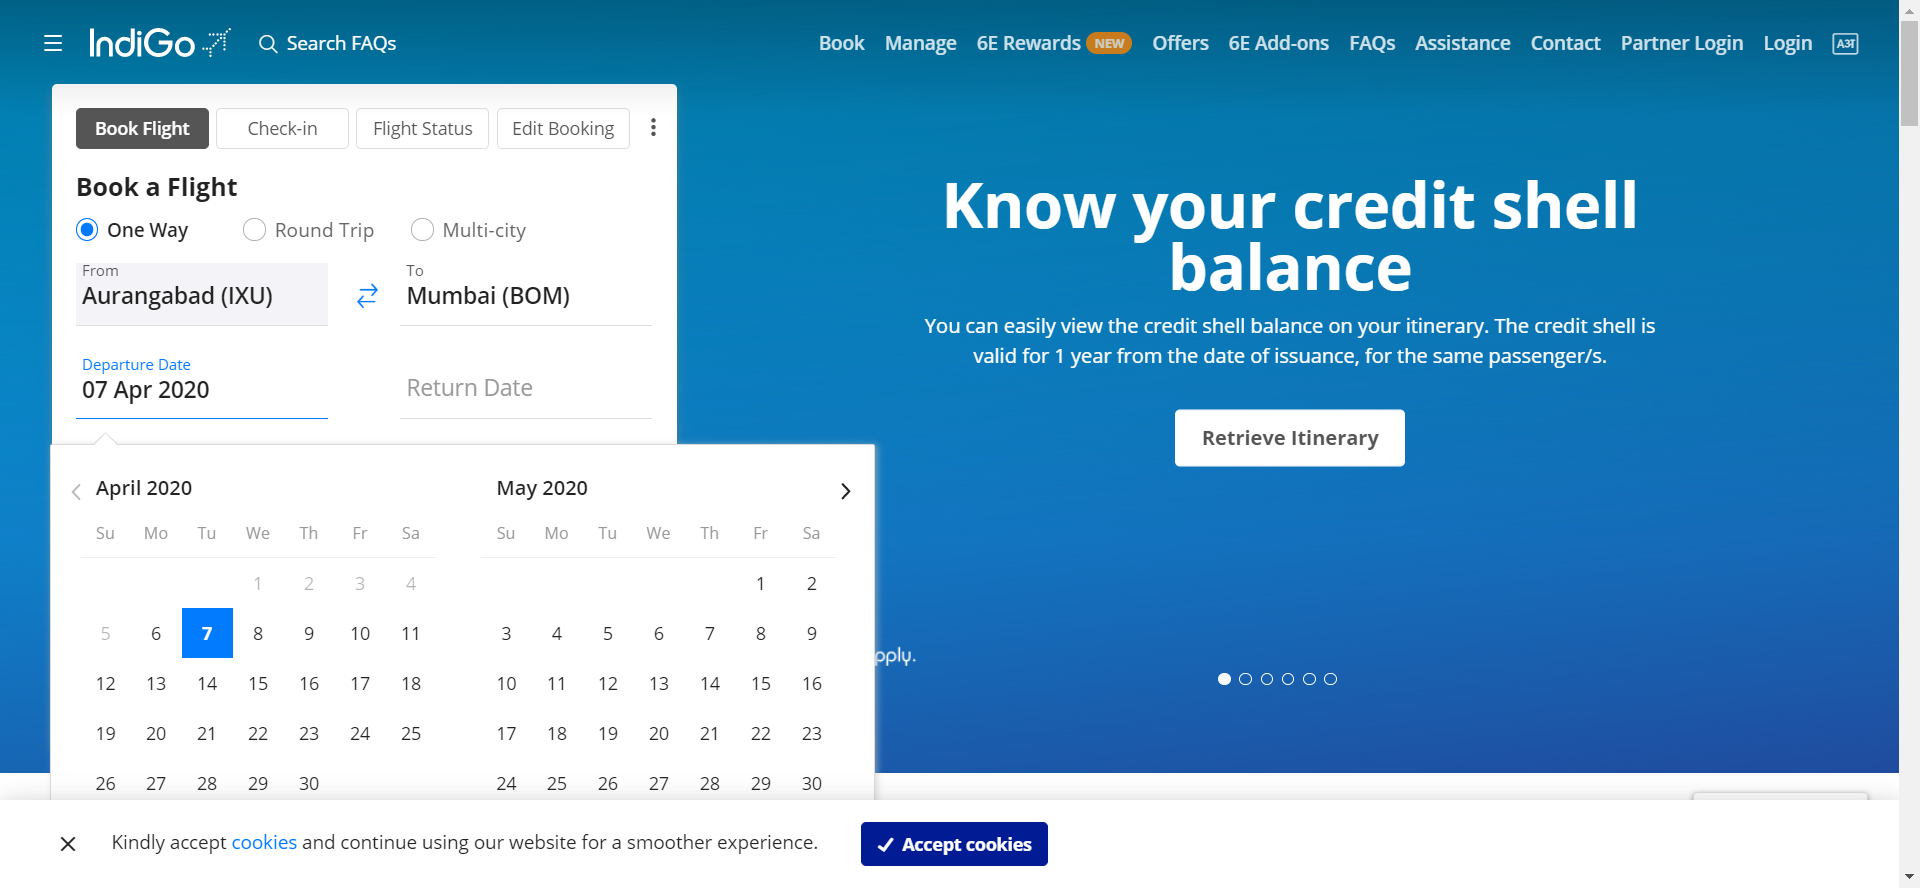 IndiGo
Search FAQs
Book Manage 6E Rewards NEW Offers 6E Add-ons FAQs Assistance Contact Partner Login Login
Book Flight Check-in Flight Status Edit Booking
Book a Flight
One Way Round Trip Multi-city
From To
Aurangabad (IXU) Mumbai (BOM)
Departure Date
07 Apr 2020 Return Date
Know your credit shell
balance
You can easily view the credit shell balance on your itinerary. The credit shell is
valid for 1 year from the date of issuance, for the same passenger/s.
Retrieve Itinerary
April 2020 May 2020
Su Mo Tu We Th Fr Sa Su Mo Tu We Th Fr Sa
1 2 3 4 1 2
5 6 7 8 9 10 11 3 4 5 6 7 8 9
12 13 14 15 16 17 18 10 11 12 13 14 15 16
19 20 21 22 23 24 25 17 18 19 20 21 22 23
26 27 28 29 30 24 25 26 27 28 29 30
pply.
Kindly accept cookies and continue using our website for a smoother experience.
Accept cookies